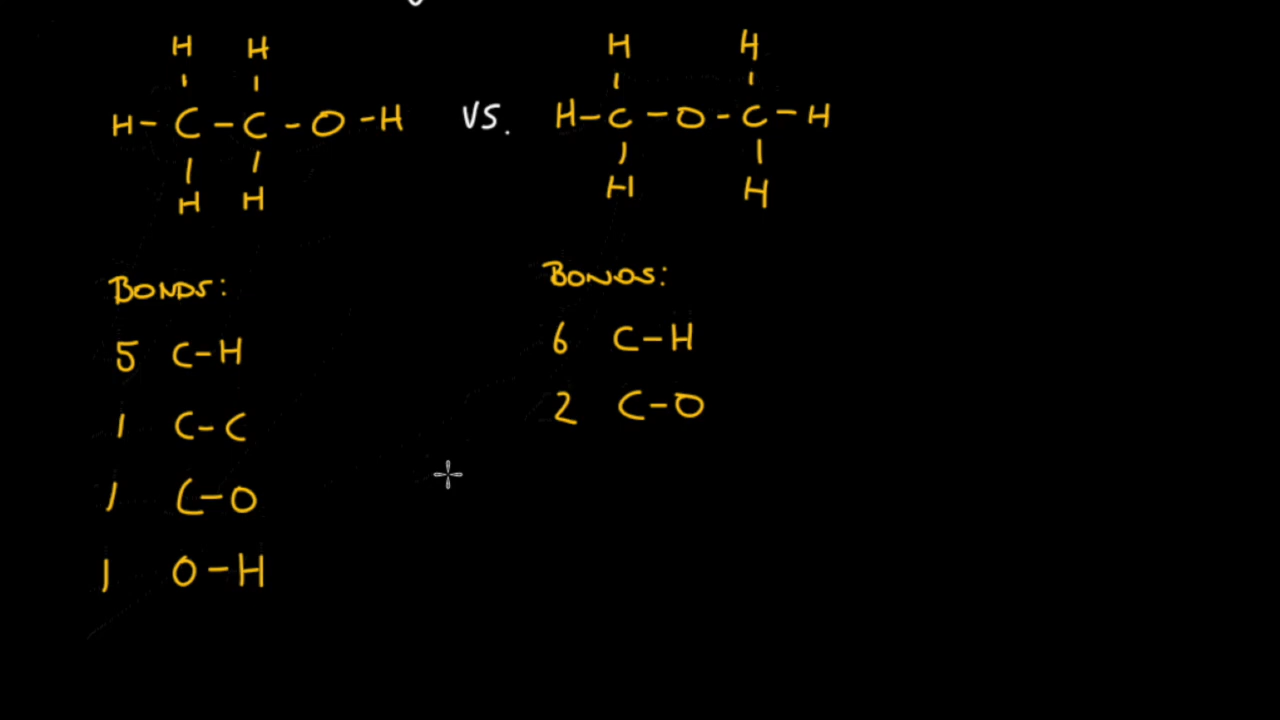 H H H H
H-C-C-O-H vs. H-C-O-C-H
H H H H
BONDS: BONDS:
5 C-H 6 C-H
1 C-C 2 C-O
1 C-O
1 O-H